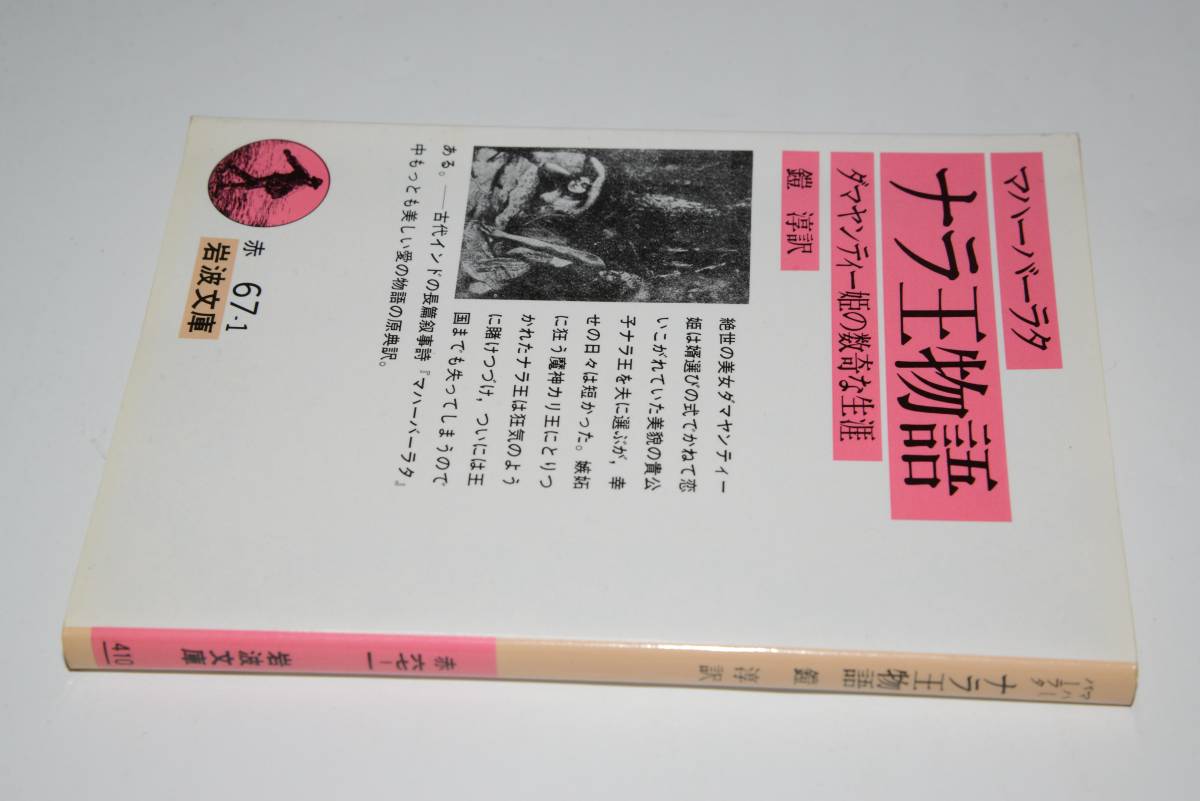 マハーバーラタ
ナラ王物語
ダマヤンティー姫の数奇な生涯
鎧 淳訳
絶世の美女ダマヤンティー
姫は婿選びの式でかねて恋
いこがれていた美貌の貴公
子ナラ王を夫に選ぶが，幸
せの日々は短かった。嫉妬
に狂う魔神カリ王にとりつ
かれたナラ王は狂気のよう
に賭けつづけ，ついには王
国までも失ってしまうので
ある。──古代インドの長篇叙事詩『マハーバーラタ』
中もっとも美しい愛の物語の原典訳。
赤 67-1
岩波文庫
マハー
バーラタ
ナラ王物語 鎧 淳訳
赤 六七-一
岩波文庫
410